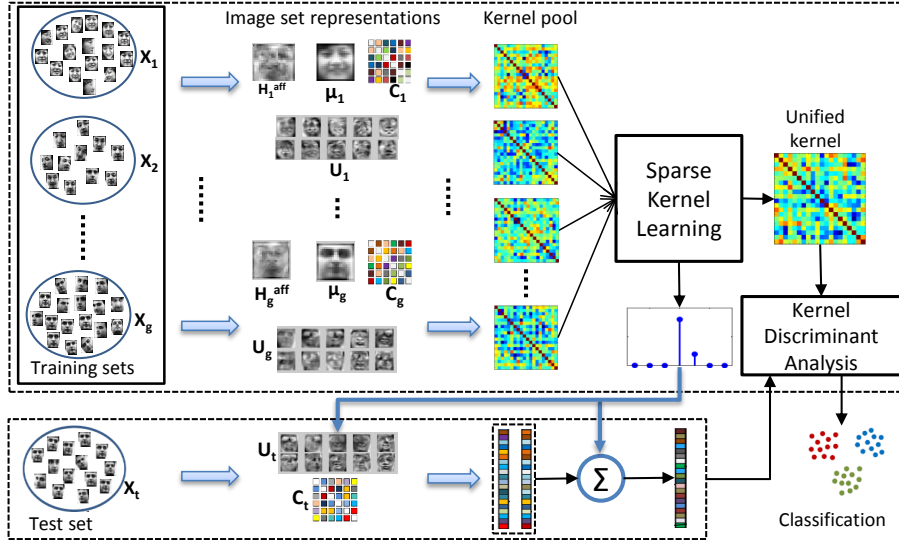 Image set representations
Kernel pool
X1
H1aff
μ1
C1
U1
X2
Sparse
Kernel
Learning
Unified
kernel
Hgaff
μg
Cg
Xg
Ug
Training sets
Kernel
Discriminant
Analysis
Ut
Ct
Xt
Test set
Σ
Classification